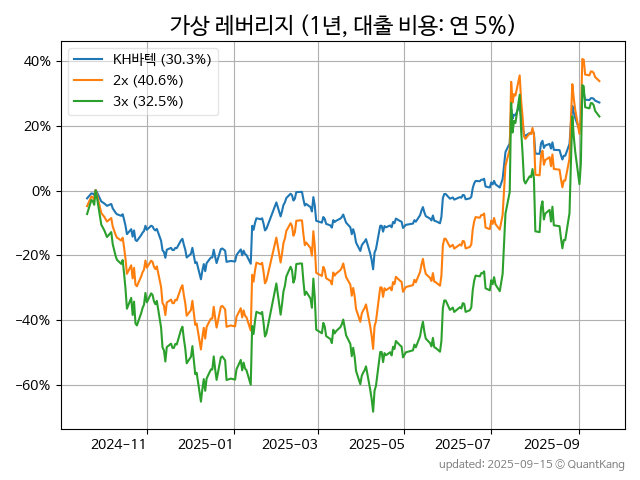 가상 레버리지 (1년, 대출 비용: 연 5%)
KH바텍 (30.3%)
2x (40.6%)
3x (32.5%)
40%
20%
0%
−20%
−40%
−60%
2024-11 2025-01 2025-03 2025-05 2025-07 2025-09
updated: 2025-09-15 © QuantKang